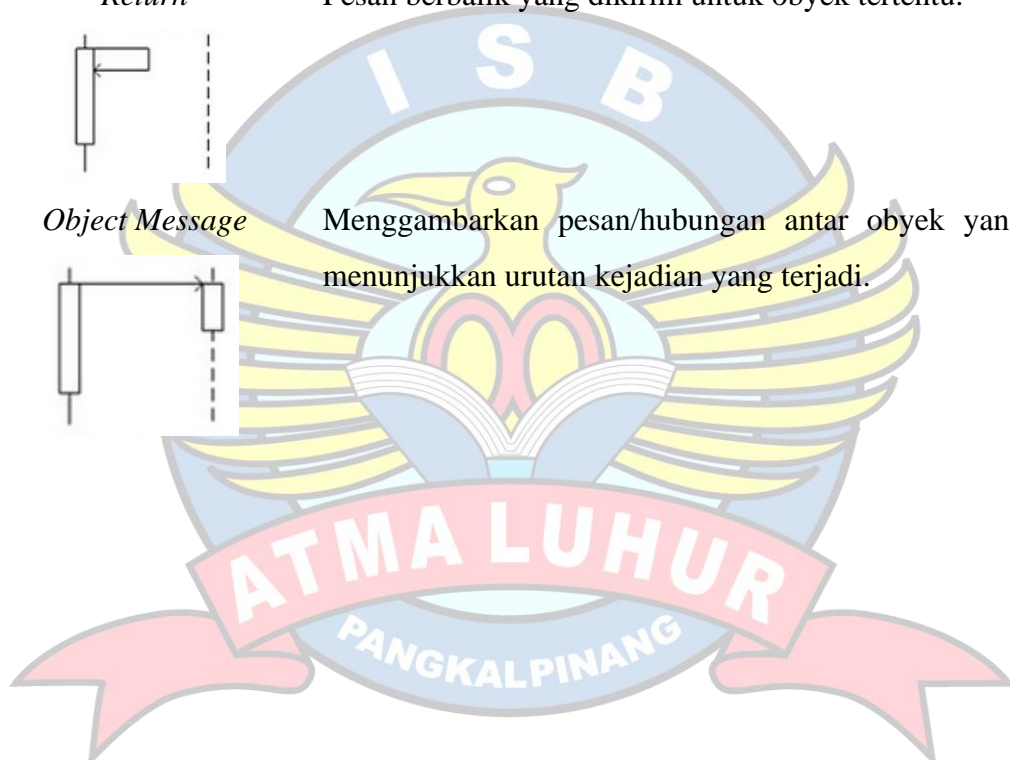 Return Pesan berbalik yang dikirim untuk obyek tertentu.
Object Message Menggambarkan pesan/hubungan antar obyek yan
menunjukkan urutan kejadian yang terjadi.
I S B
ATMA LUHUR
PANGKALPINANG